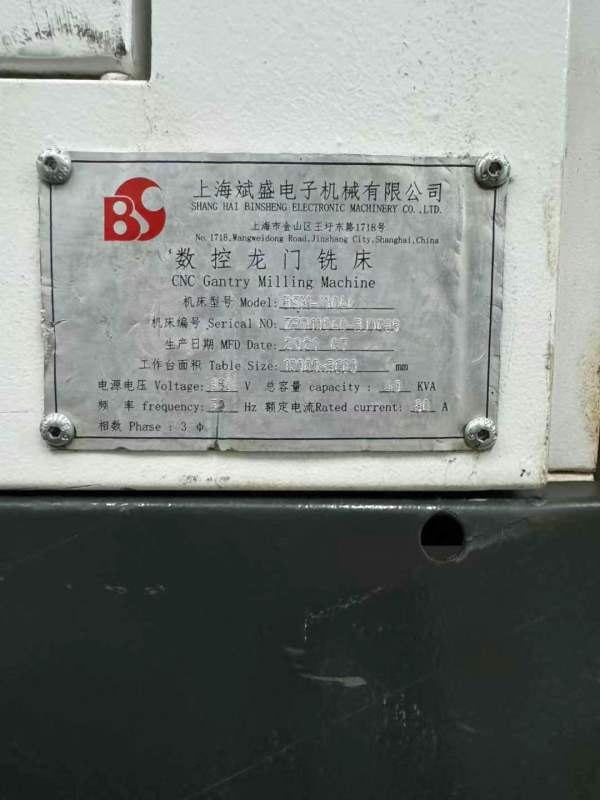 BS
上海斌盛电子机械有限公司
SHANG HAI BINSHENG ELECTRONIC MACHINERY CO.,LTD.
上海市金山区王圩东路1718号
No.1718,Wangweidong Road,Jinshang City,Shanghai,China
数控龙门铣床
CNC Gantry Milling Machine
机床型号 Model:
机床编号 Serical NO:
生产日期 MFD Date:
工作台面积 Table Size: mm
电源电压 Voltage: V 总容量 capacity : KVA
频 率 frequency: Hz 额定电流Rated current: A
相数 Phase : 3 Φ